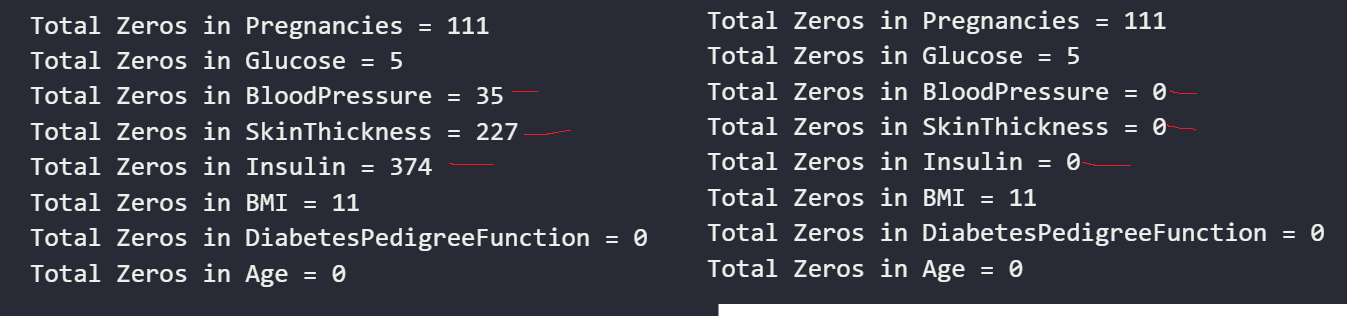 Total Zeros in Pregnancies = 111
Total Zeros in Glucose = 5
Total Zeros in BloodPressure = 35
Total Zeros in SkinThickness = 227
Total Zeros in Insulin = 374
Total Zeros in BMI = 11
Total Zeros in DiabetesPedigreeFunction = 0
Total Zeros in Age = 0
Total Zeros in Pregnancies = 111
Total Zeros in Glucose = 5
Total Zeros in BloodPressure = 0
Total Zeros in SkinThickness = 0
Total Zeros in Insulin = 0
Total Zeros in BMI = 11
Total Zeros in DiabetesPedigreeFunction = 0
Total Zeros in Age = 0